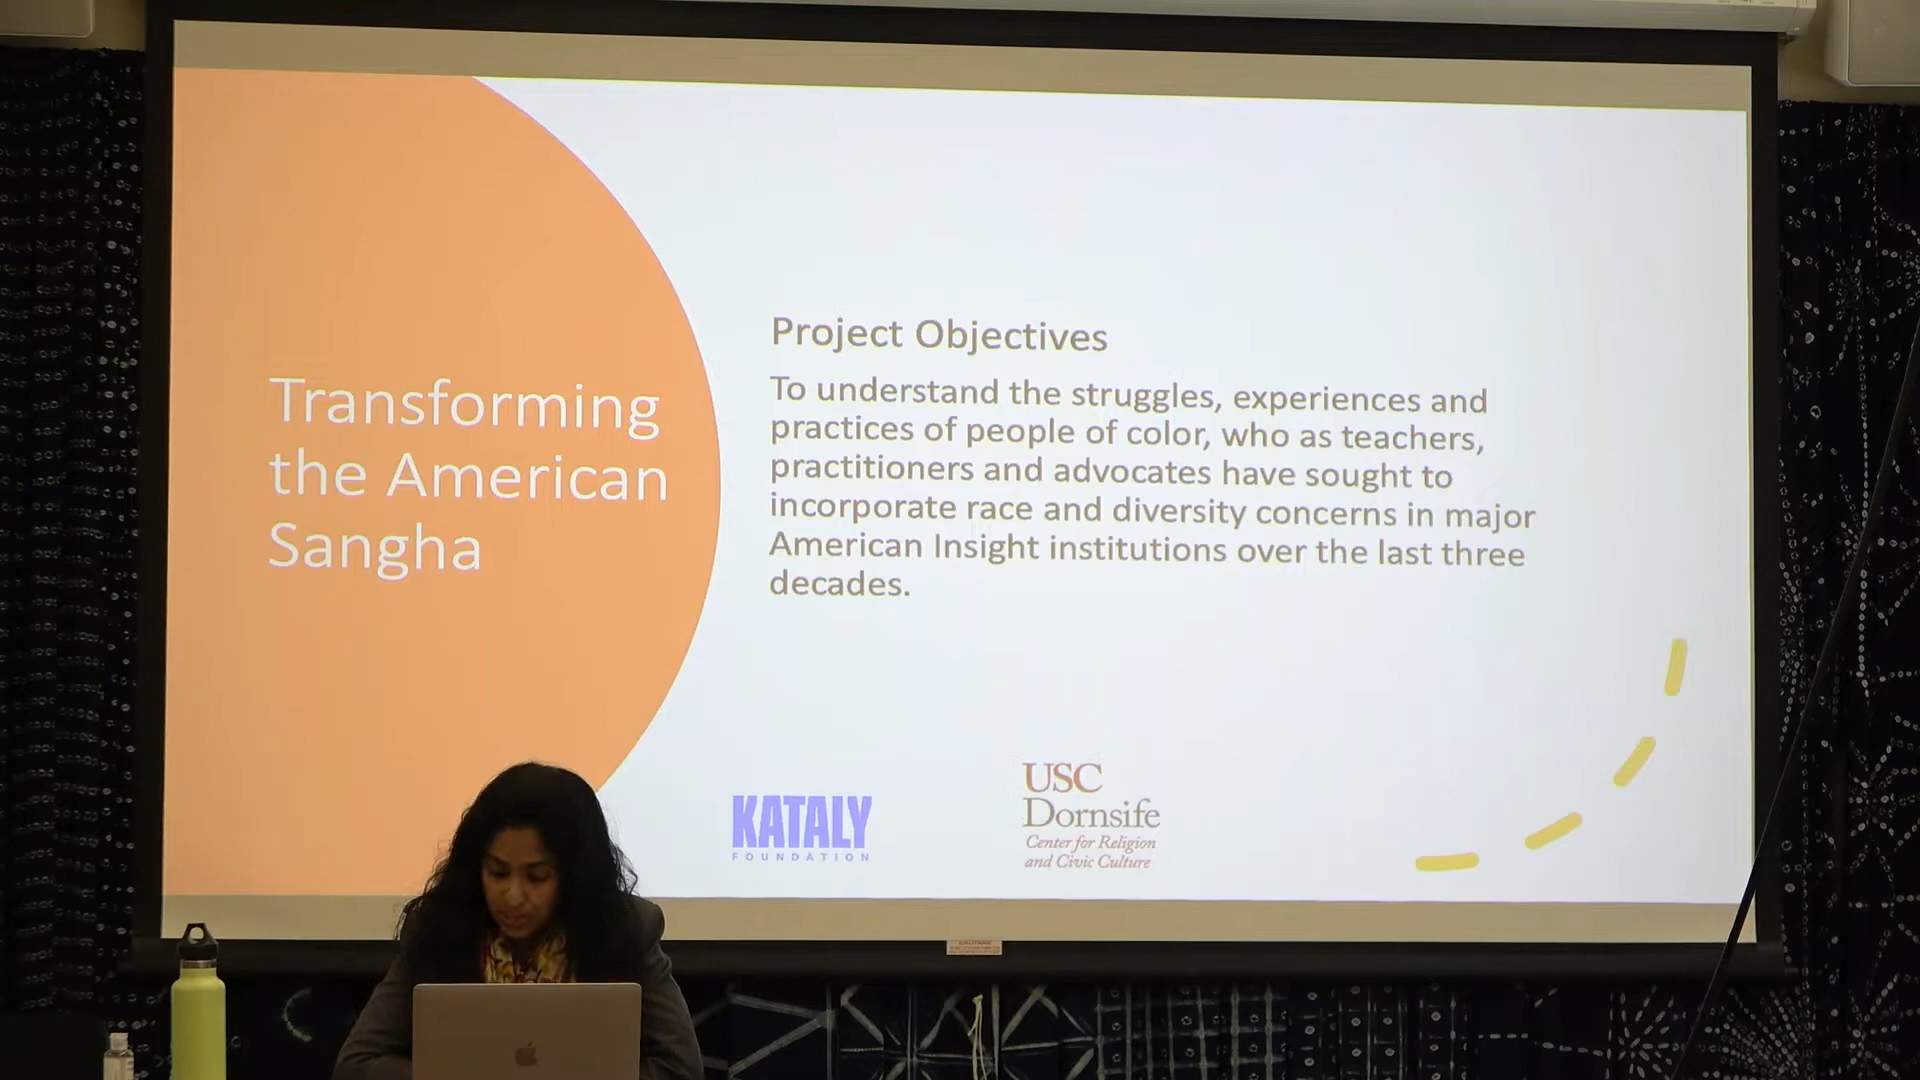 Transforming
the American
Sangha
Project Objectives
To understand the struggles, experiences and
practices of people of color, who as teachers,
practitioners and advocates have sought to
incorporate race and diversity concerns in major
American Insight institutions over the last three
decades.
KATALY
FOUNDATION
USC
Dornsife
Center for Religion
and Civic Culture